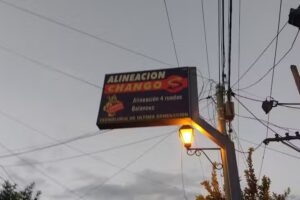 ALINEACION
CHANGO'S
Alineación 4 ruedas
Balanceo
TECNOLOGIA DE ULTIMA GENERACION